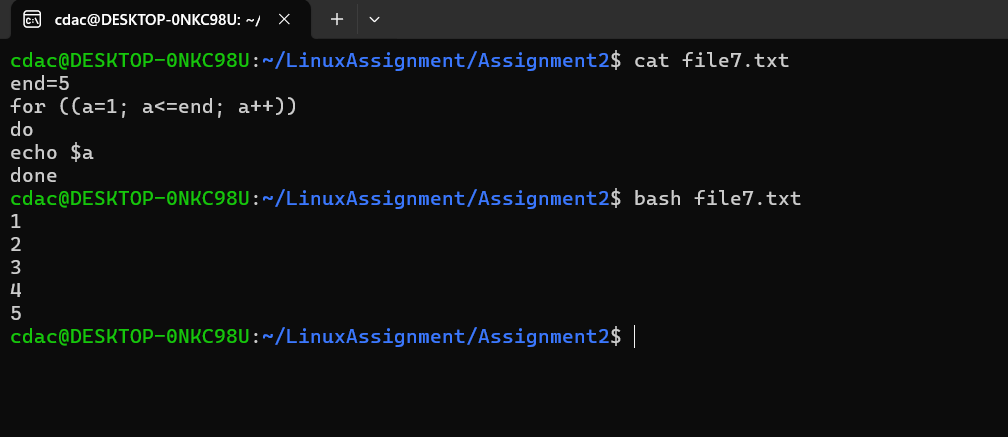 cdac@DESKTOP-0NKC98U: ~/
cdac@DESKTOP-0NKC98U:~/LinuxAssignment/Assignment2$ cat file7.txt
end=5
for ((a=1; a<=end; a++))
do
echo $a
done
cdac@DESKTOP-0NKC98U:~/LinuxAssignment/Assignment2$ bash file7.txt
1
2
3
4
5
cdac@DESKTOP-0NKC98U:~/LinuxAssignment/Assignment2$